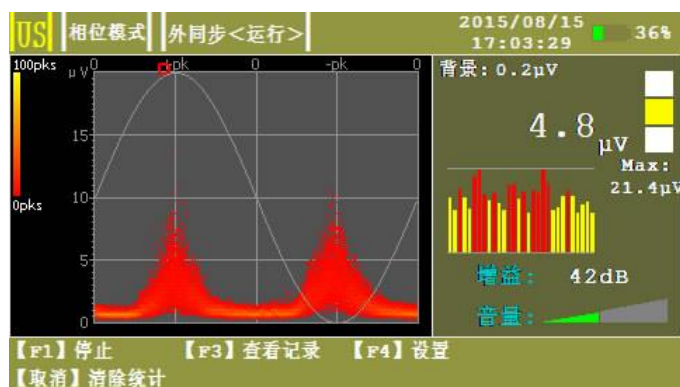 US 相位模式 外同步<运行> 2015/08/15 36%
17:03:29
100pks μV 0 +pk 0 -pk 0
背景:0.2μV
4.8μV
15
Max:
21.4μV
0pks 10
5
增益: 42dB
0
音量:
【F1】停止 【F3】查看记录 【F4】设置
【取消】清除统计